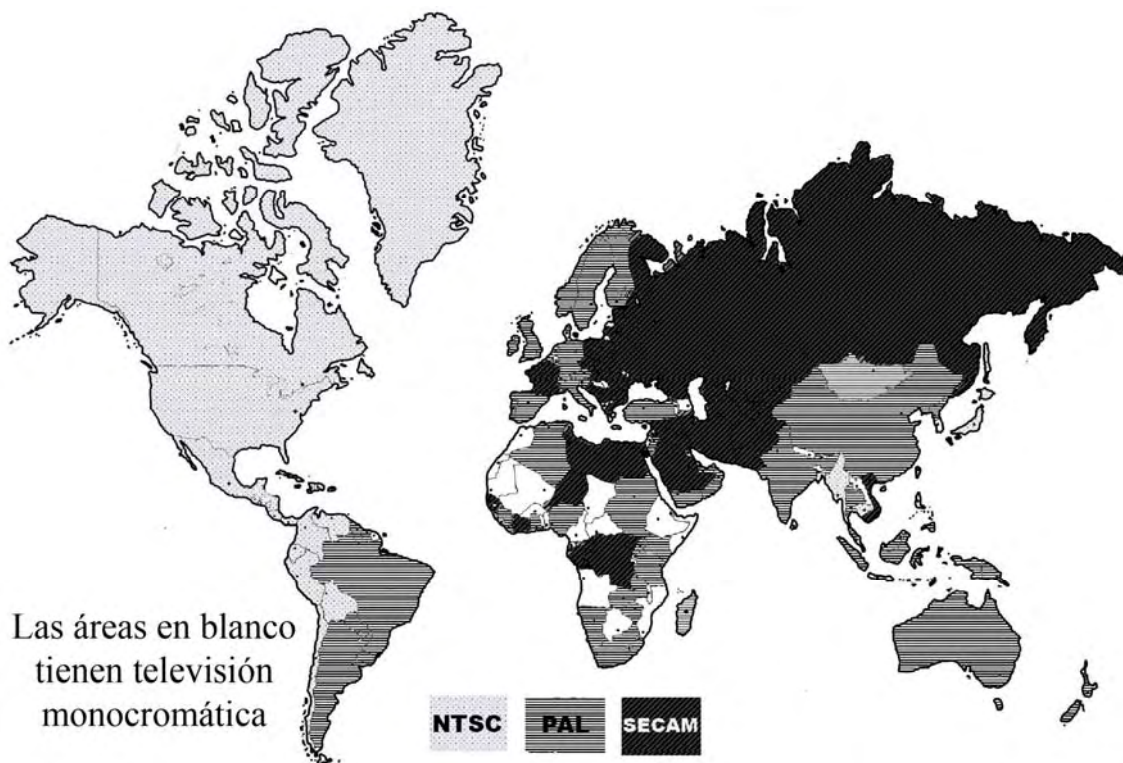 Las áreas en blanco
tienen televisión
monocromática
NTSC
PAL
SECAM